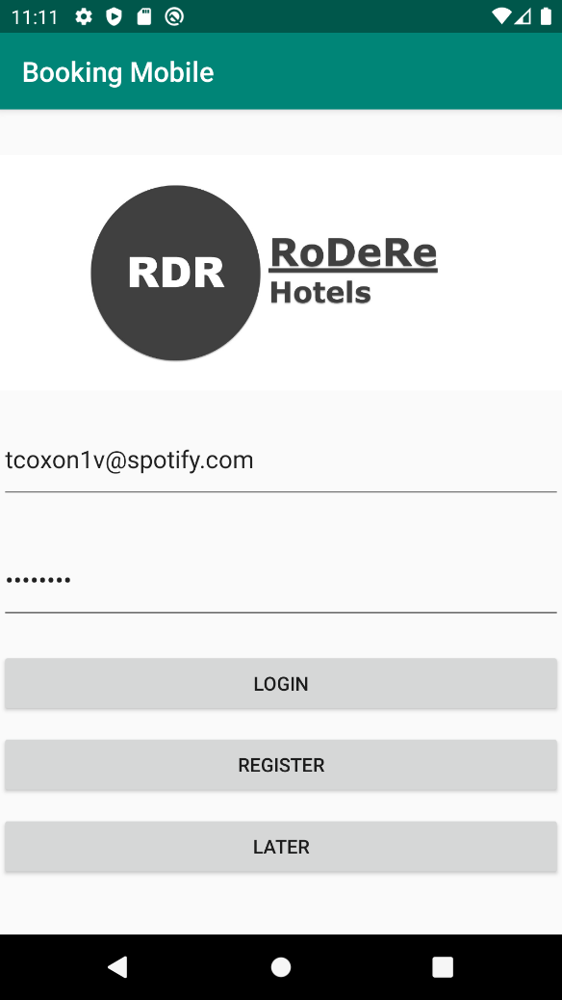 11:11
Booking Mobile
RDR
RoDeRe
Hotels
tcoxon1v@spotify.com
••••••••
LOGIN
REGISTER
LATER